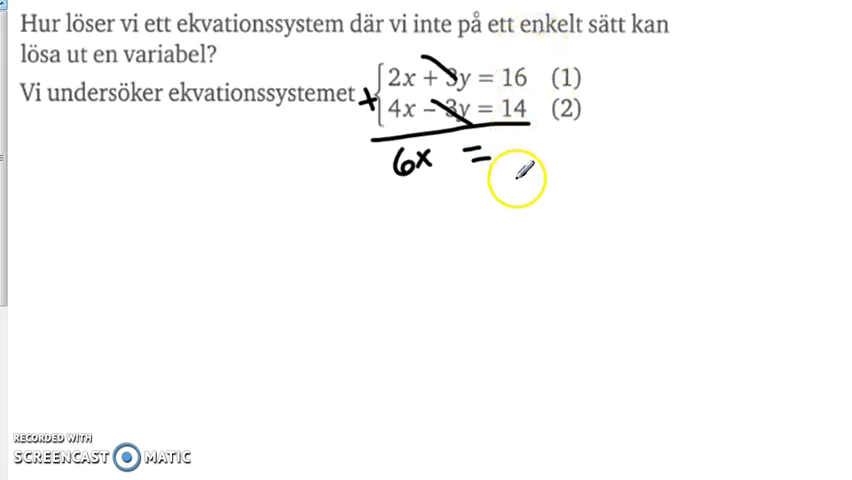 Hur löser vi ett ekvationssystem där vi inte på ett enkelt sätt kan
lösa ut en variabel?
Vi undersöker ekvationssystemet
2x + 3y = 16 (1)
+
4x – 3y = 14 (2)
6x =
RECORDED WITH
SCREENCAST MATIC